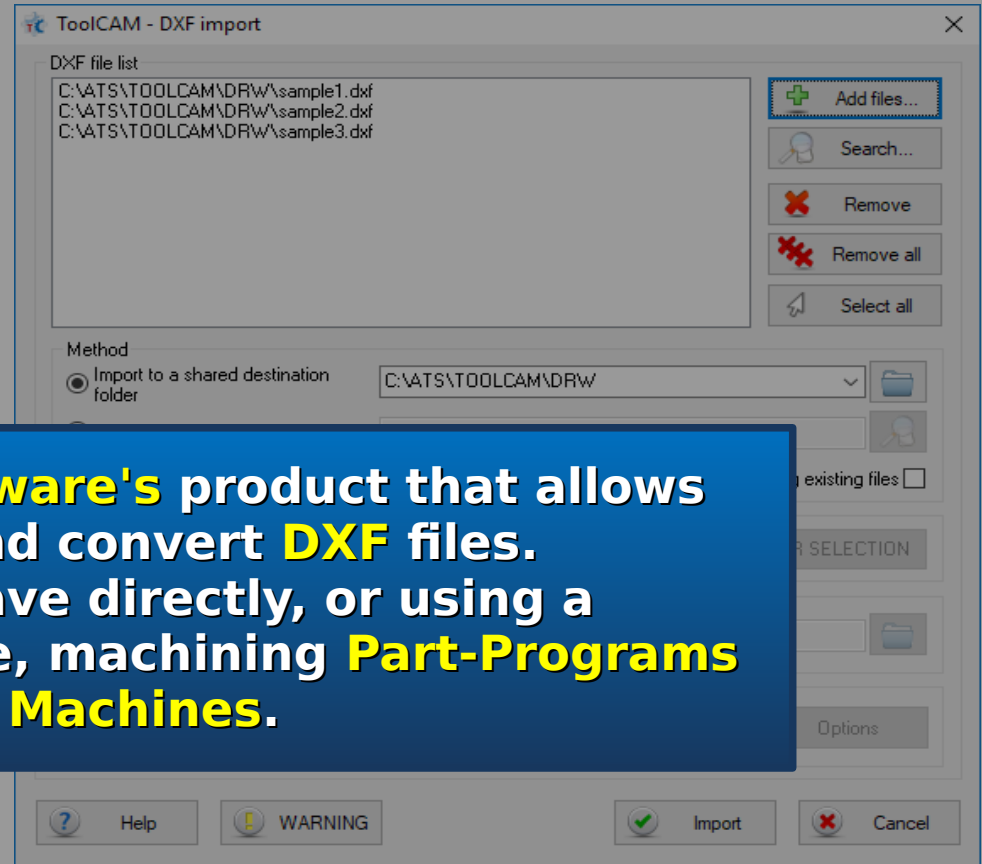 ToolCAM - DXF import
DXF file list
C:\ATS\TOOLCAM\DRW\sample1.dxf
C:\ATS\TOOLCAM\DRW\sample2.dxf
C:\ATS\TOOLCAM\DRW\sample3.dxf
Add files...
Search...
Remove
Remove all
Select all
Method
Import to a shared destination
folder
C:\ATS\TOOLCAM\DRW
existing files
ware's product that allows
convert DXF files.
SELECTION
directly, or using a
machining Part-Programs
Machines.
Options
Help
WARNING
Import
Cancel